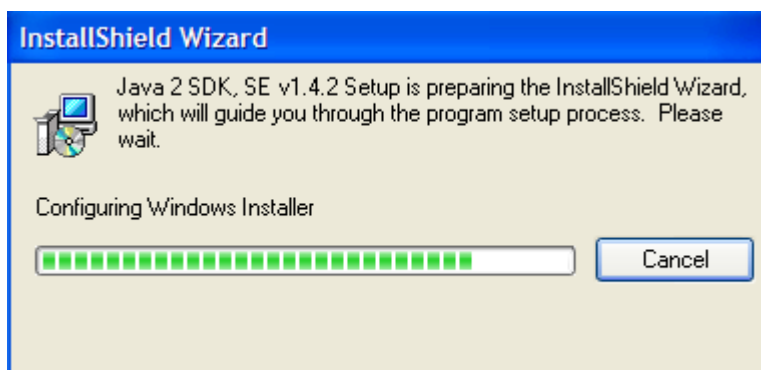 InstallShield Wizard
Java 2 SDK, SE v1.4.2 Setup is preparing the InstallShield Wizard,
which will guide you through the program setup process. Please
wait.
Configuring Windows Installer
Cancel